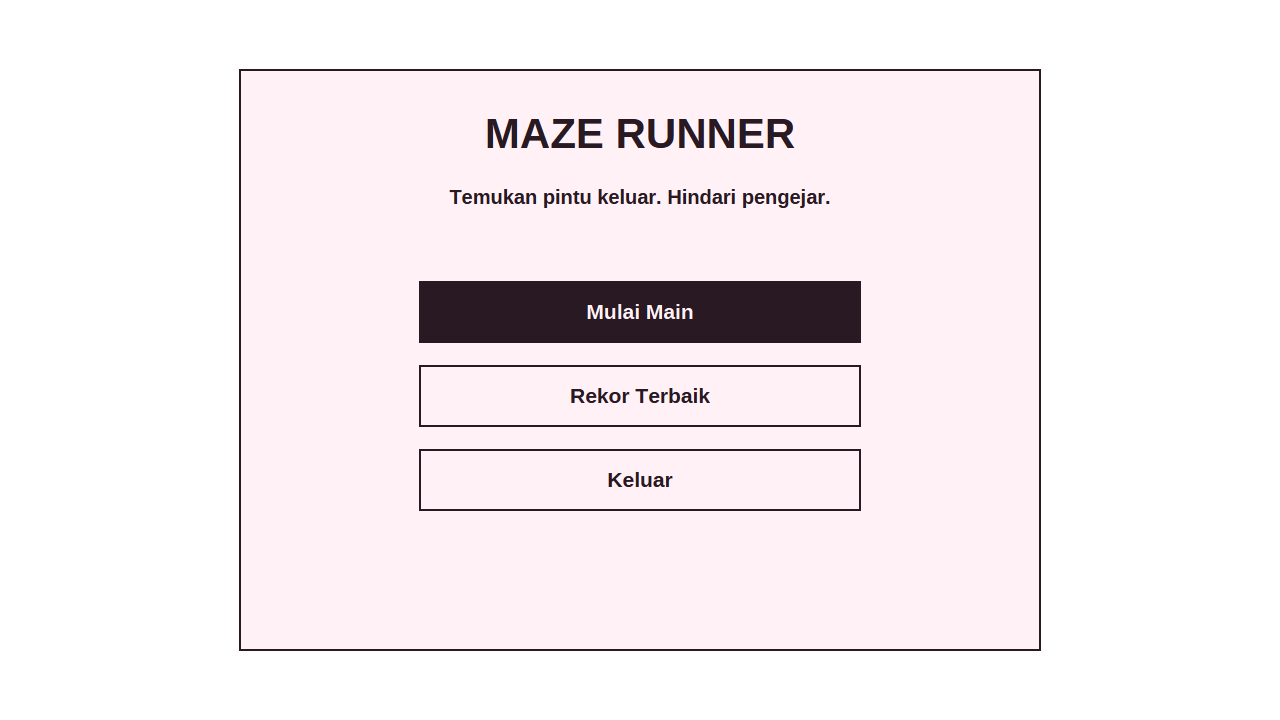 MAZE RUNNER
Temukan pintu keluar. Hindari pengejar.
Mulai Main
Rekor Terbaik
Keluar